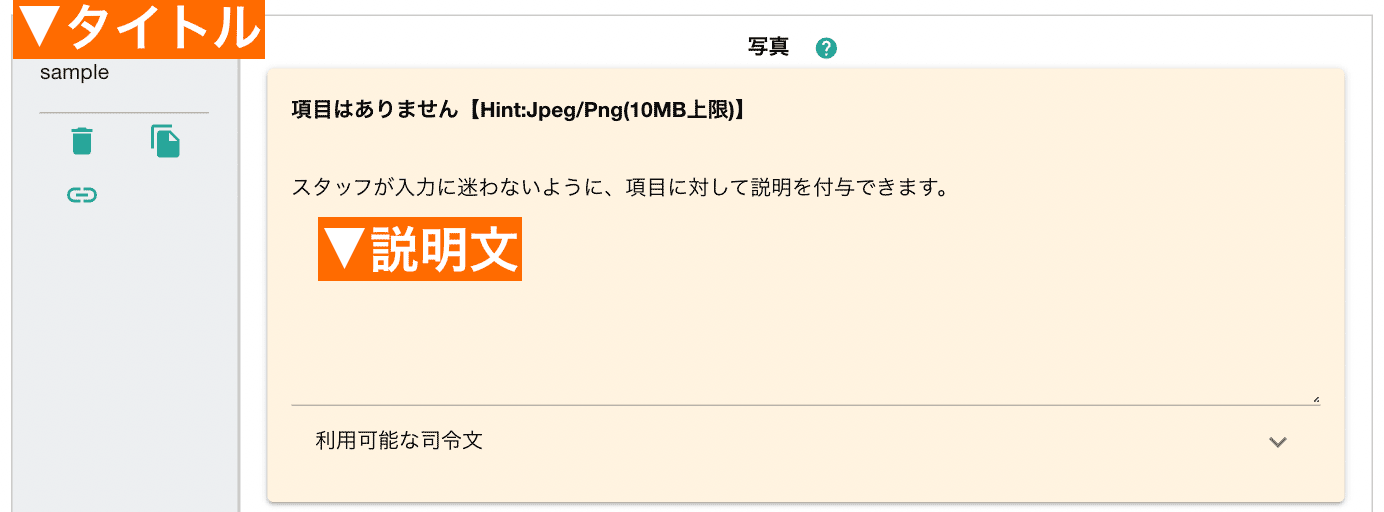 ▼タイトル
sample
写真 ?
項目はありません【Hint:Jpeg/Png(10MB上限)】
スタッフが入力に迷わないように、項目に対して説明を付与できます。
▼説明文
利用可能な司令文